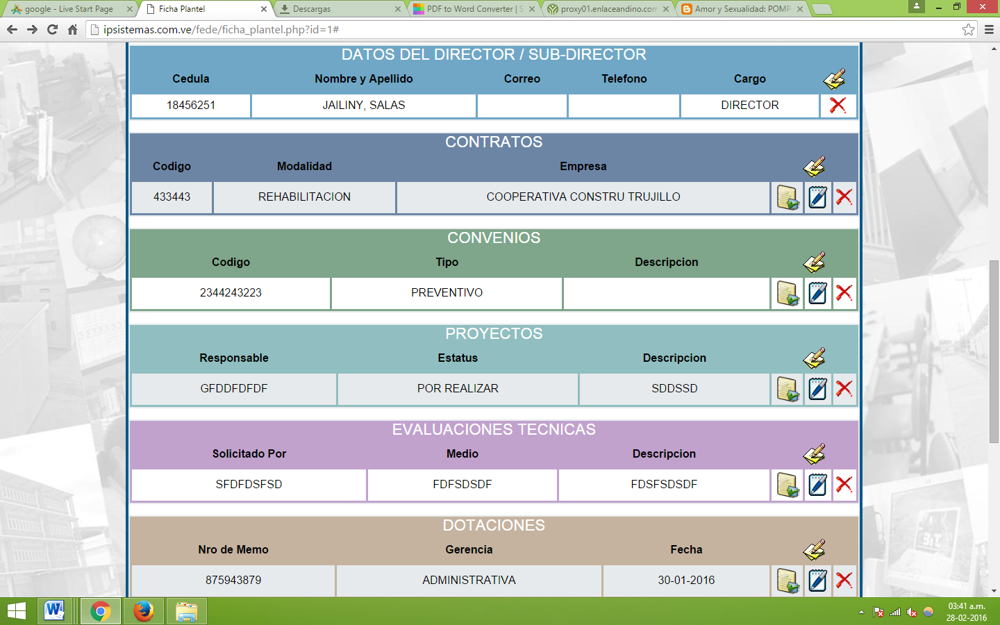 google - Live Start Page
Ficha Plantel
Descargas
PDF to Word Converter | S
proxy01.enlaceandino.com
Amor y Sexualidad: POMP
ipsistemas.com.ve/fede/ficha_plantel.php?id=1#
DATOS DEL DIRECTOR / SUB-DIRECTOR
Cedula Nombre y Apellido Correo Telefono Cargo
18456251 JAILINY, SALAS DIRECTOR
CONTRATOS
Codigo Modalidad Empresa
433443 REHABILITACION COOPERATIVA CONSTRU TRUJILLO
CONVENIOS
Codigo Tipo Descripcion
2344243223 PREVENTIVO
PROYECTOS
Responsable Estatus Descripcion
GFDDFDFDF POR REALIZAR SDDSSD
EVALUACIONES TECNICAS
Solicitado Por Medio Descripcion
SFDFDSFSD FDFSDSDF FDSFSDSDF
DOTACIONES
Nro de Memo Gerencia Fecha
875943879 ADMINISTRATIVA 30-01-2016
03:41 a.m.
28-02-2016